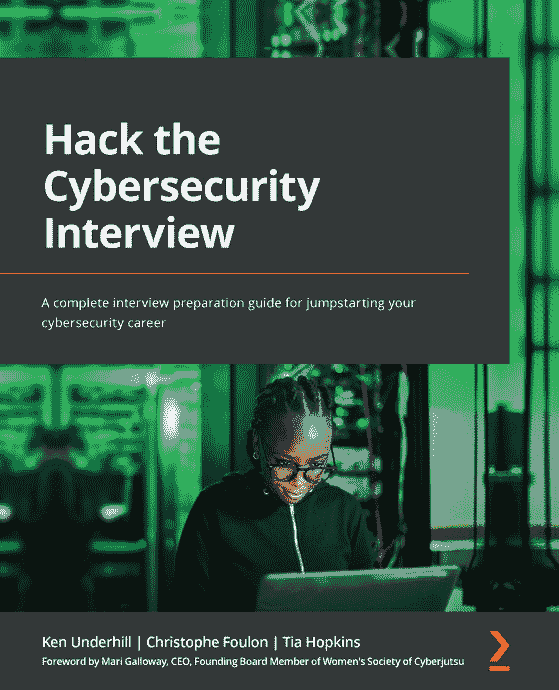 Hack the
Cybersecurity
Interview
A complete interview preparation guide for jumpstarting your
cybersecurity career
Ken Underhill | Christophe Foulon | Tia Hopkins
Foreword by Mari Galloway, CEO, Founding Board Member of Women's Society of Cyberjutsu